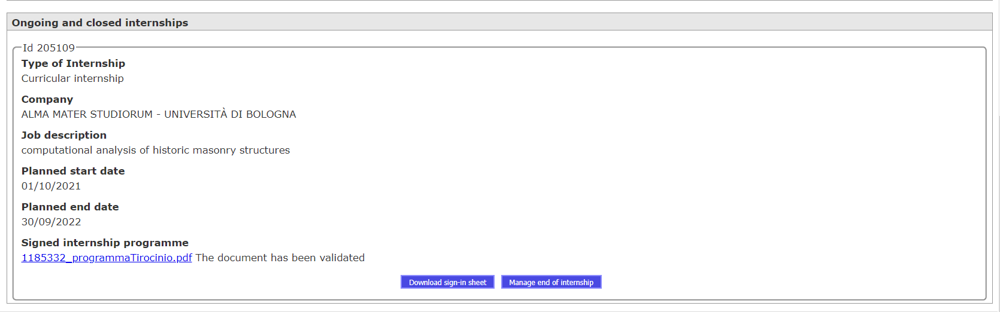 Ongoing and closed internships
Id 205109
Type of Internship
Curricular internship
Company
ALMA MATER STUDIORUM - UNIVERSITÀ DI BOLOGNA
Job description
computational analysis of historic masonry structures
Planned start date
01/10/2021
Planned end date
30/09/2022
Signed internship programme
1185332_programmaTirocinio.pdf The document has been validated
Download sign-in sheet Manage end of internship